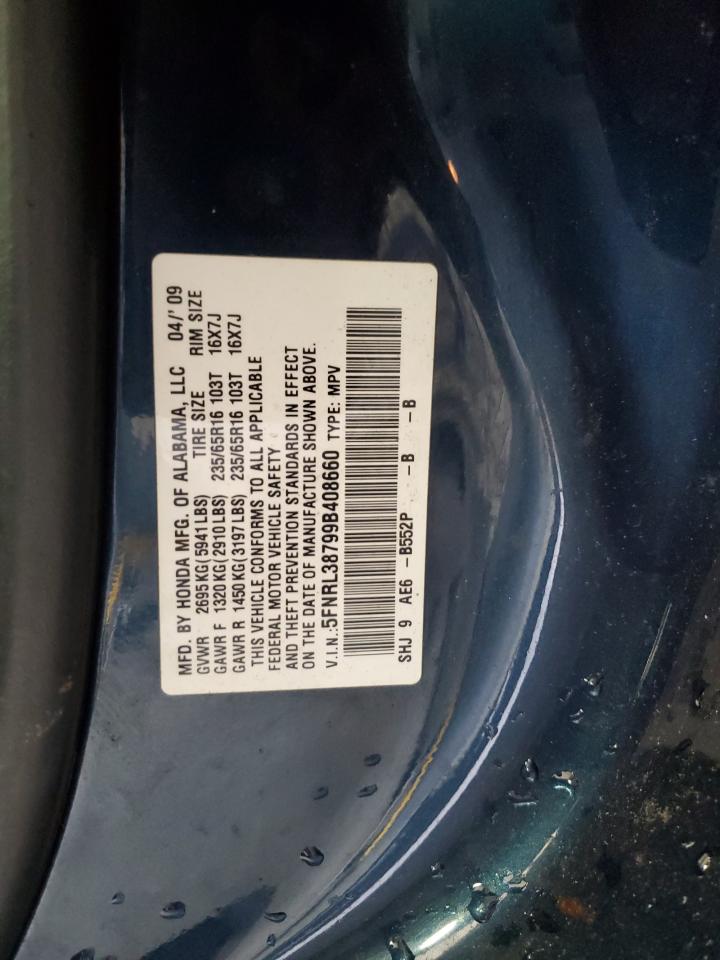 MFD. BY HONDA MFG. OF ALABAMA, LLC 04/'09
GVWR 2695KG(5941LBS) TIRE SIZE RIM SIZE
GAWR F 1320KG(2910LBS) 235/65R16 103T 16X7J
GAWR R 1450KG(3197LBS) 235/65R16 103T 16X7J
THIS VEHICLE CONFORMS TO ALL APPLICABLE
FEDERAL MOTOR VEHICLE SAFETY
AND THEFT PREVENTION STANDARDS IN EFFECT
ON THE DATE OF MANUFACTURE SHOWN ABOVE.
V.I.N.:5FNRL38799B408660 TYPE: MPV
SHJ 9 AE6 -B552P -B -B